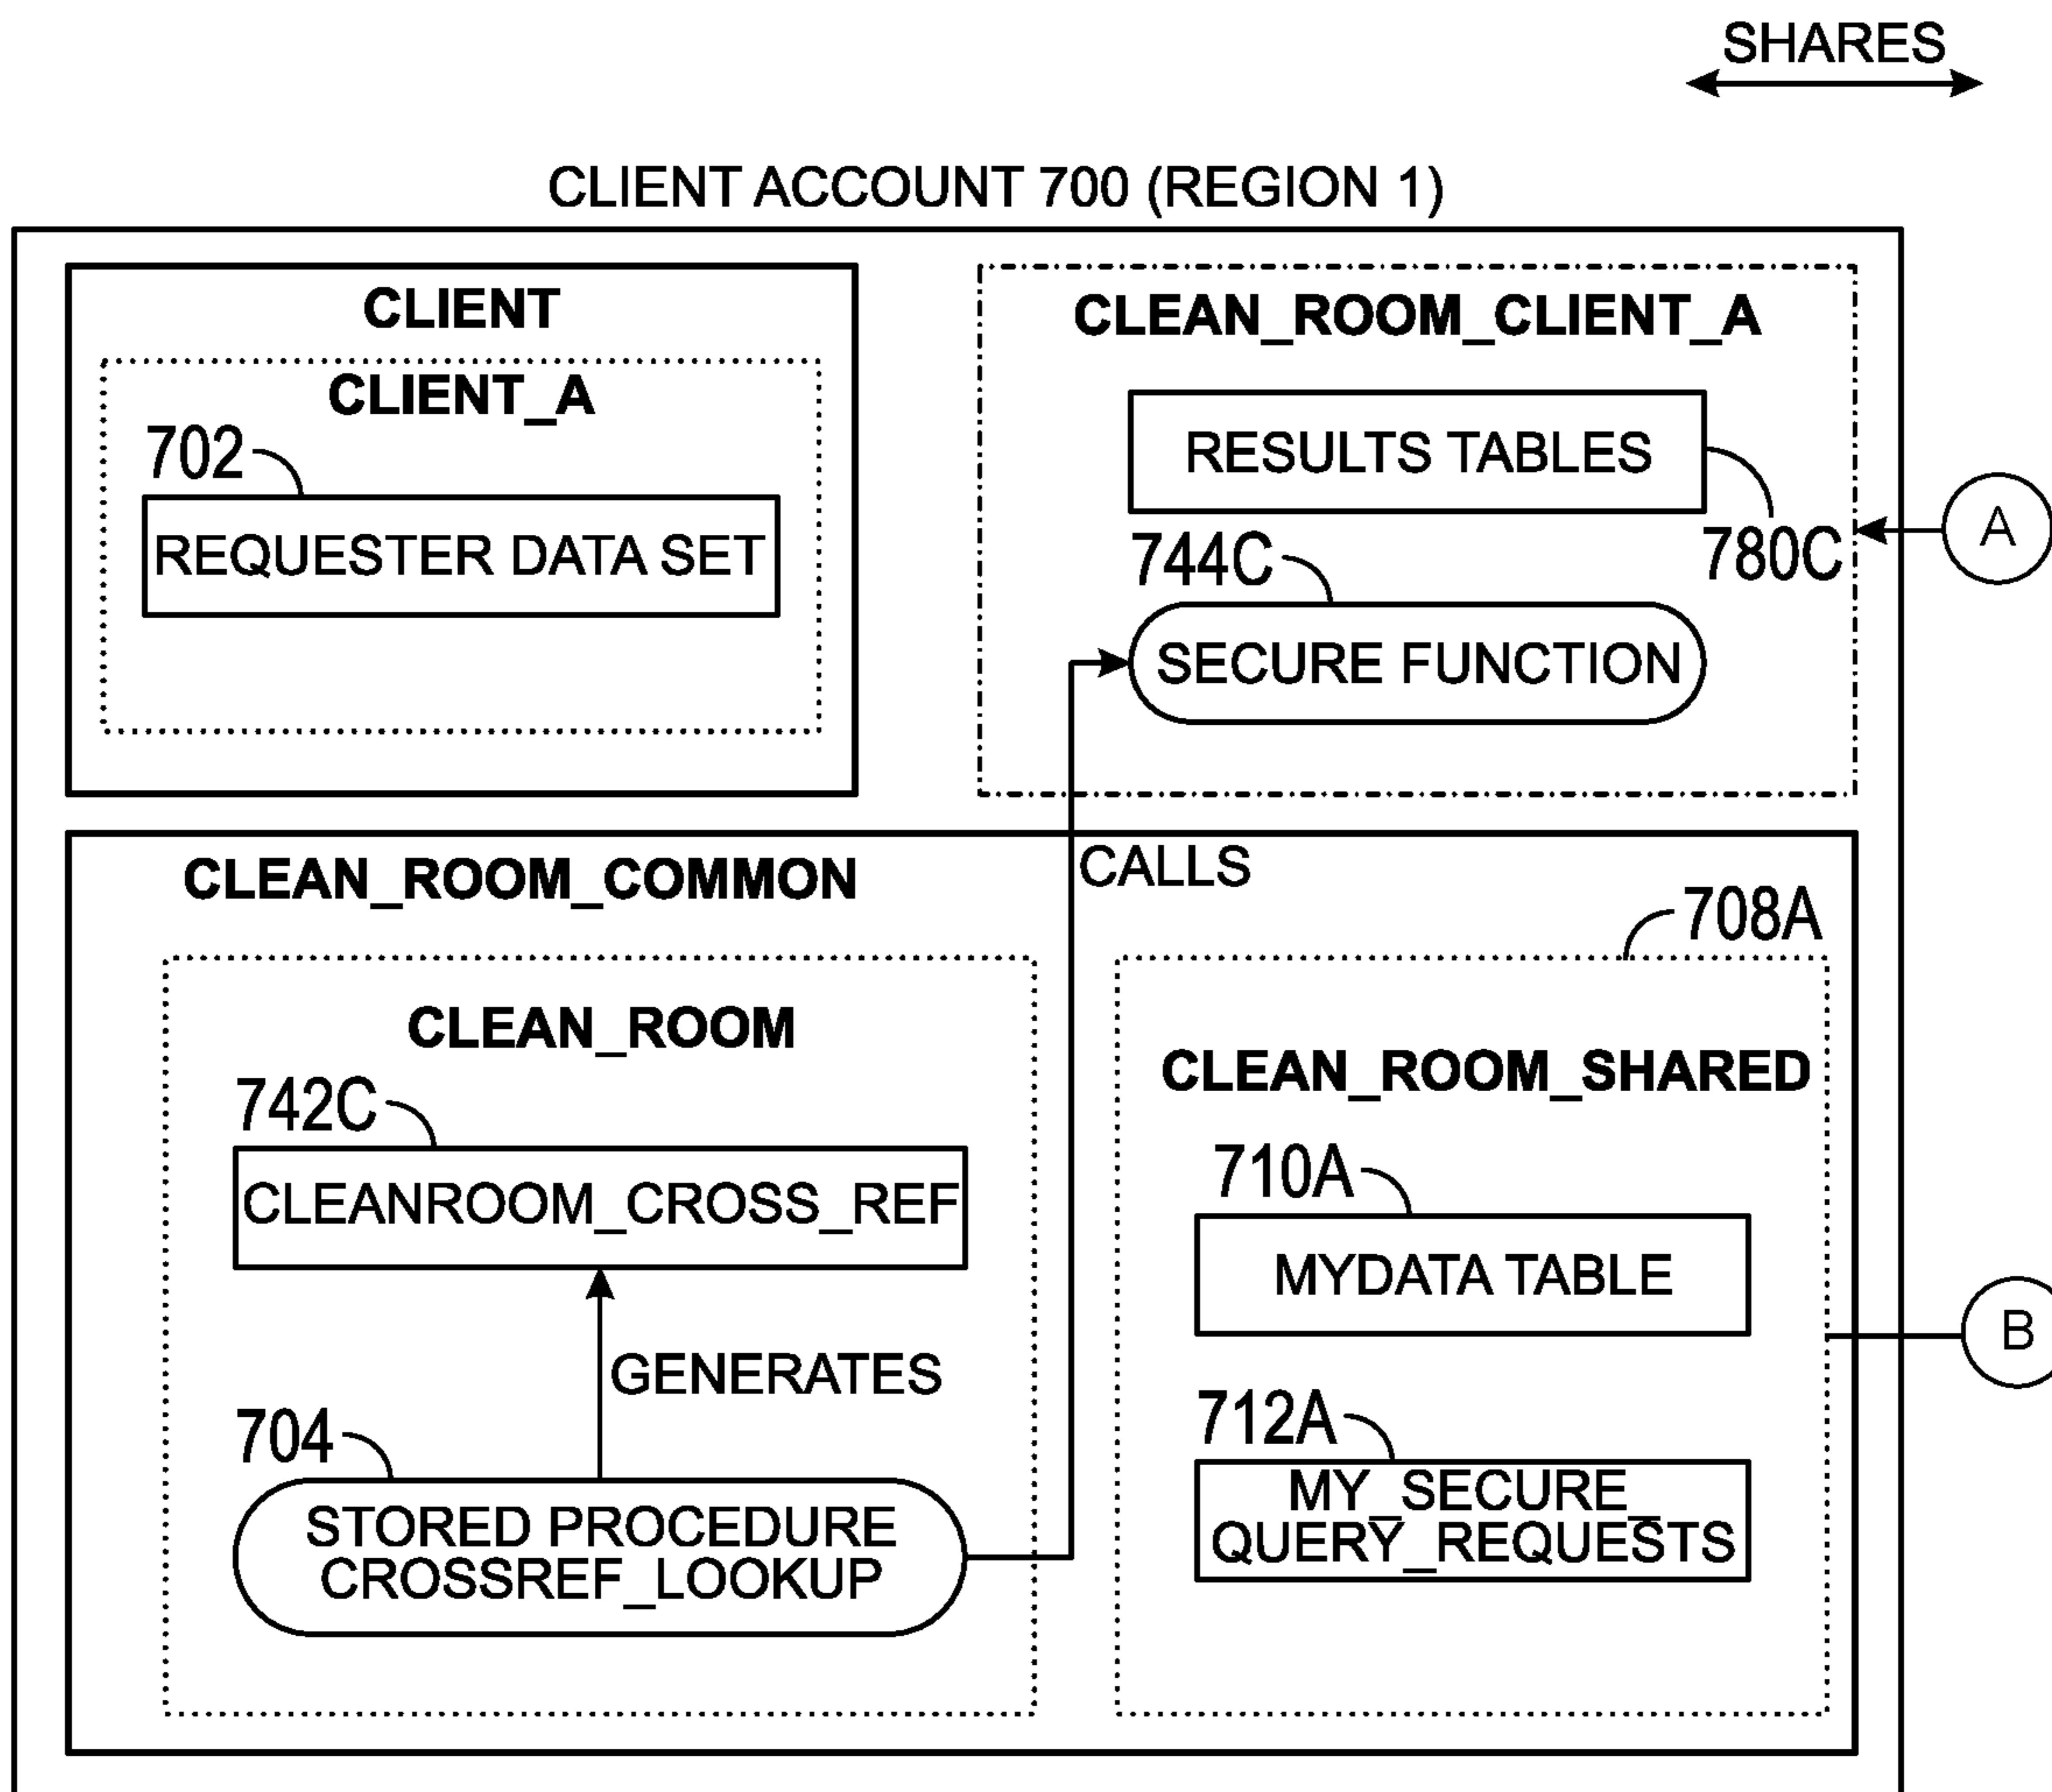 SHARES
CLIENT ACCOUNT 700 (REGION 1)
CLIENT
CLIENT_A
702
REQUESTER DATA SET
CLEAN_ROOM_CLIENT_A
RESULTS TABLES
780C
744C
SECURE FUNCTION
A
CLEAN_ROOM_COMMON
CALLS
CLEAN_ROOM
742C
CLEANROOM_CROSS_REF
GENERATES
704
STORED PROCEDURE
CROSSREF_LOOKUP
708A
CLEAN_ROOM_SHARED
710A
MYDATA TABLE
712A
MY_SECURE_
QUERY_REQUESTS
B